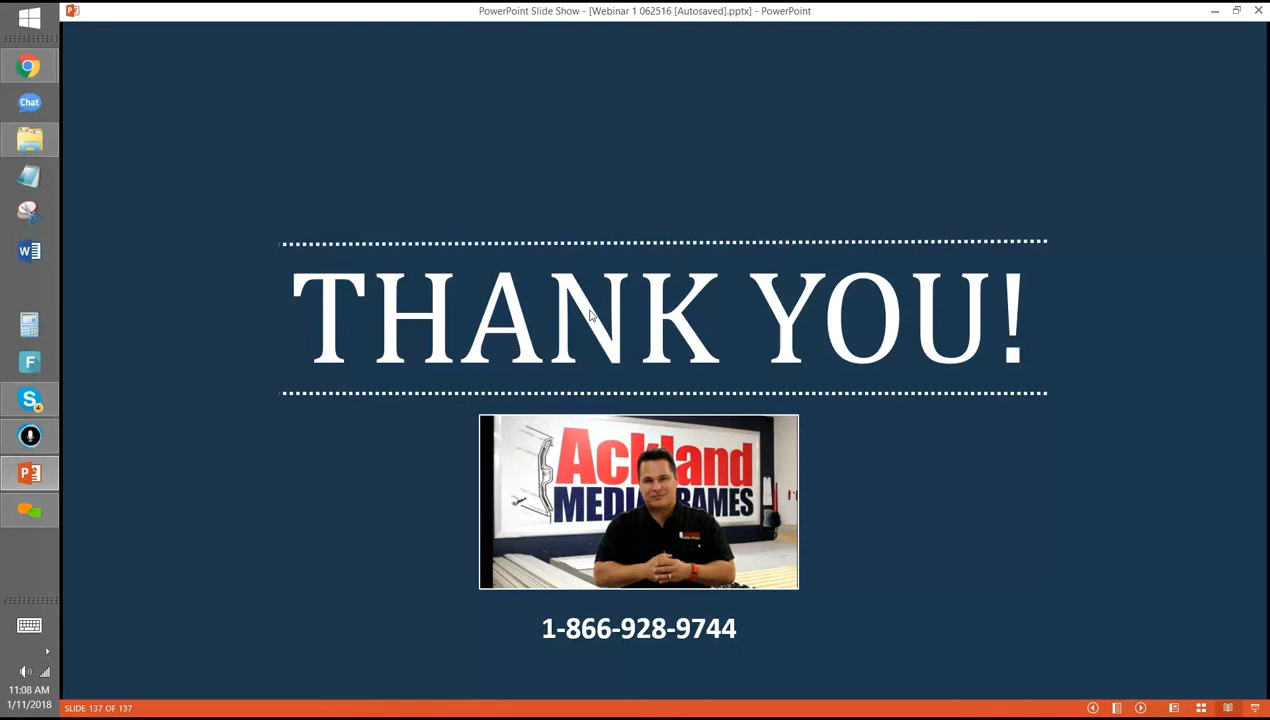 PowerPoint Slide Show - [Webinar 1 062516 [Autosaved].pptx] - PowerPoint
Chat
THANK YOU!
Ackland
MEDIA FRAMES
1-866-928-9744
11:08 AM
1/11/2018
SLIDE 137 OF 137